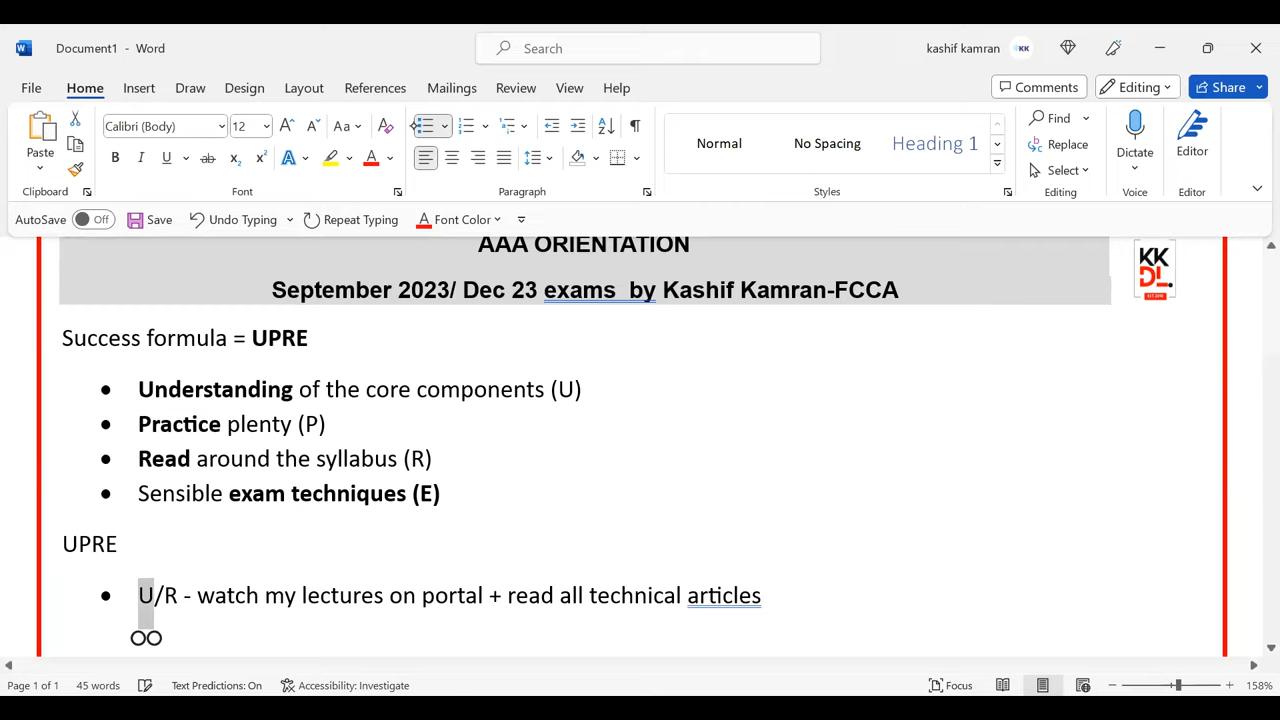 Document1 - Word
Search
kashif kamran
KK
File Home Insert Draw Design Layout References Mailings Review View Help
Comments Editing Share
Paste
Calibri (Body) 12
Aa
Normal No Spacing Heading 1
Find
Replace
Select
Dictate
Editor
Clipboard Font Paragraph Styles Editing Voice Editor
AutoSave Off Save Undo Typing Repeat Typing Font Color
AAA ORIENTATION
September 2023/ Dec 23 exams by Kashif Kamran-FCCA
KK
DL.
Success formula = UPRE
• Understanding of the core components (U)
• Practice plenty (P)
• Read around the syllabus (R)
• Sensible exam techniques (E)
UPRE
• U/R - watch my lectures on portal + read all technical articles
Page 1 of 1 45 words Text Predictions: On Accessibility: Investigate Focus 158%